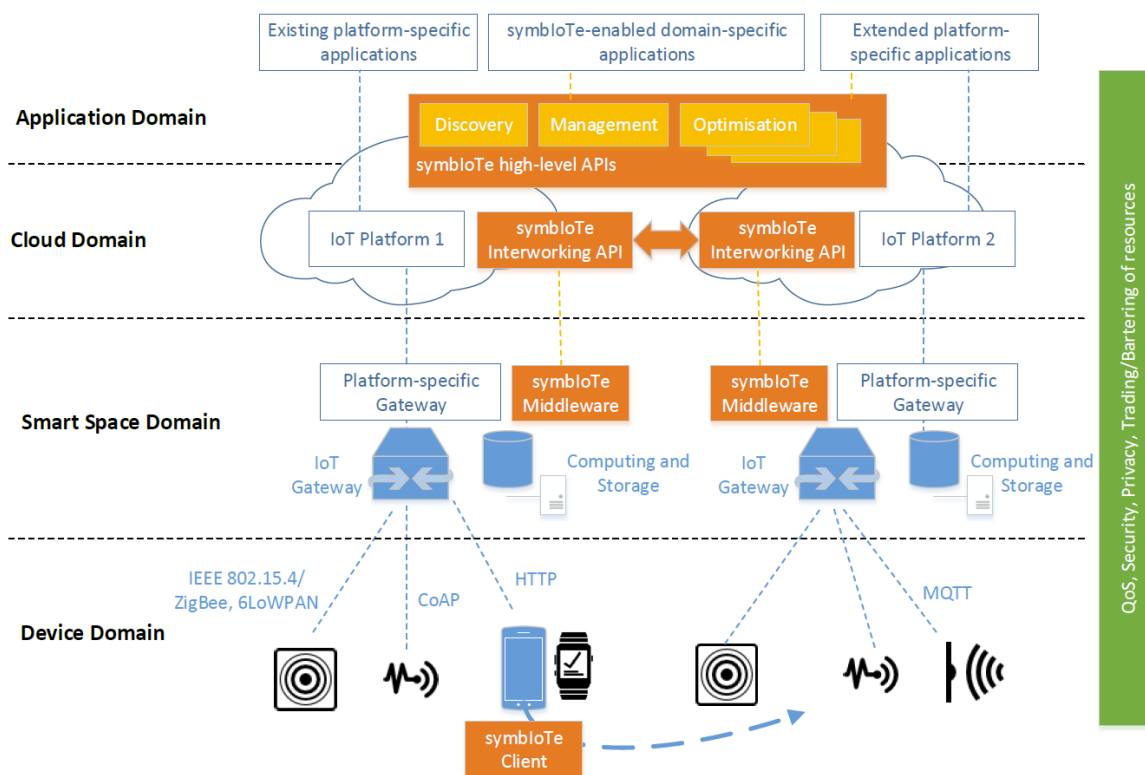 Existing platform-specific
applications
symbIoTe-enabled domain-specific
applications
Extended platform-
specific applications
Application Domain
Discovery
Management
Optimisation
symbIoTe high-level APIs
Cloud Domain
IoT Platform 1
symbIoTe
Interworking API
symbIoTe
Interworking API
IoT Platform 2
Smart Space Domain
Platform-specific
Gateway
symbIoTe
Middleware
symbIoTe
Middleware
Platform-specific
Gateway
IoT
Gateway
Computing and
Storage
IoT
Gateway
Computing and
Storage
Device Domain
IEEE 802.15.4/
ZigBee, 6LoWPAN
CoAP
HTTP
MQTT
symbIoTe
Client
QoS, Security, Privacy, Trading/Bartering of resources